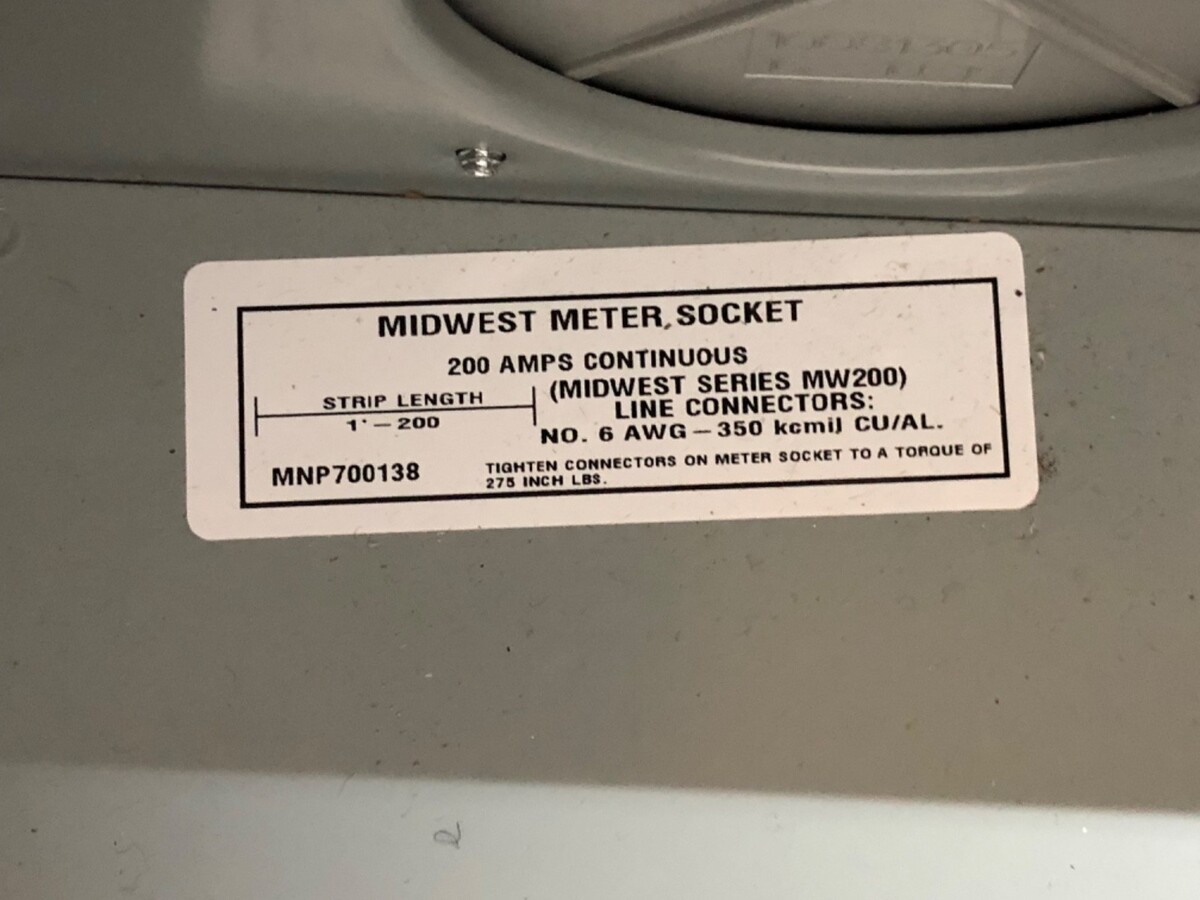 MIDWEST METER SOCKET
200 AMPS CONTINUOUS
(MIDWEST SERIES MW200)
STRIP LENGTH
1" — 200
LINE CONNECTORS:
NO. 6 AWG — 350 kcmil CU/AL.
MNP700138
TIGHTEN CONNECTORS ON METER SOCKET TO A TORQUE OF
275 INCH LBS.